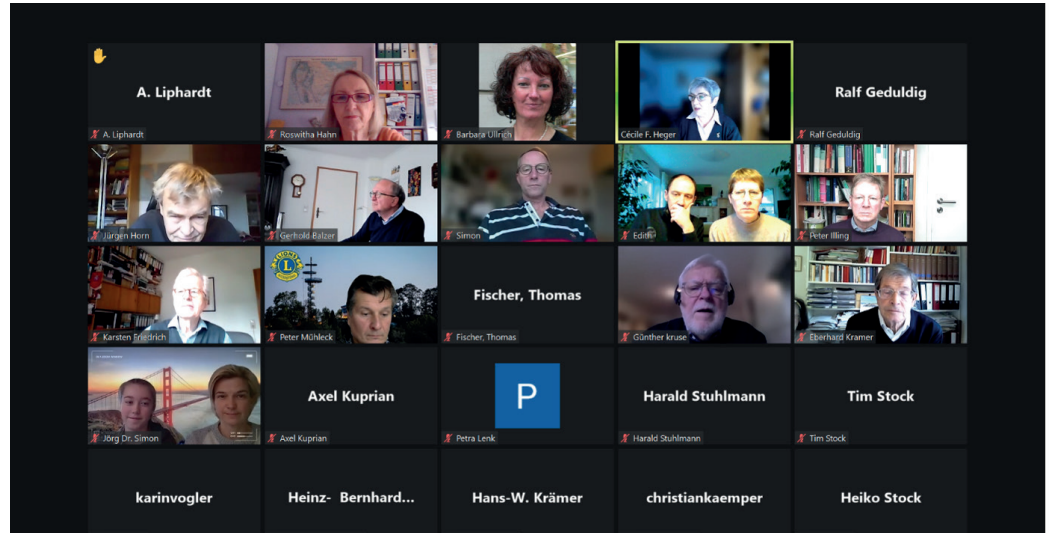 A. Liphardt
A. Liphardt
Roswitha Hahn
Barbara Ullrich
Cécile F. Heger
Ralf Geduldig
Ralf Geduldig
Jürgen Horn
Gerhold Balzer
Simon
Edith
Peter Illing
Karsten Friedrich
LIONS
L
Peter Mühleck
Fischer, Thomas
Fischer, Thomas
Günther kruse
Eberhard Kramer
Jörg Dr. Simon
Axel Kuprian
Axel Kuprian
P
Petra Lenk
Harald Stuhlmann
Harald Stuhlmann
Tim Stock
Tim Stock
karinvogler
Heinz- Bernhard...
Hans-W. Krämer
christiankaemper
Heiko Stock